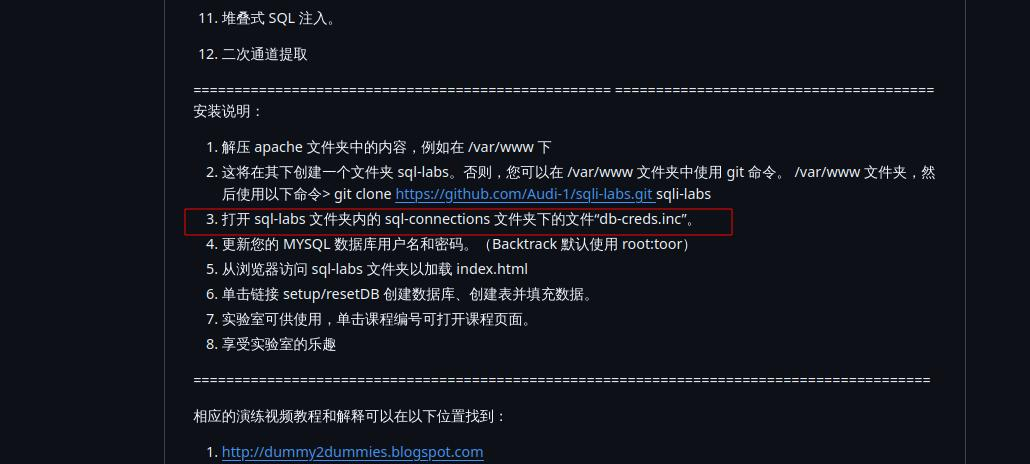 11. 堆叠式 SQL 注入。
12. 二次通道提取
=================================================== =======================================
安装说明：
1. 解压 apache 文件夹中的内容，例如在 /var/www 下
2. 这将在其下创建一个文件夹 sql-labs。否则，您可以在 /var/www 文件夹中使用 git 命令。 /var/www 文件夹，然
后使用以下命令> git clone https://github.com/Audi-1/sqli-labs.git sqli-labs
3. 打开 sql-labs 文件夹内的 sql-connections 文件夹下的文件“db-creds.inc”。
4. 更新您的 MYSQL 数据库用户名和密码。（Backtrack 默认使用 root:toor）
5. 从浏览器访问 sql-labs 文件夹以加载 index.html
6. 单击链接 setup/resetDB 创建数据库、创建表并填充数据。
7. 实验室可供使用，单击课程编号可打开课程页面。
8. 享受实验室的乐趣
==========================================================================================
相应的演练视频教程和解释可以在以下位置找到：
1. http://dummy2dummies.blogspot.com